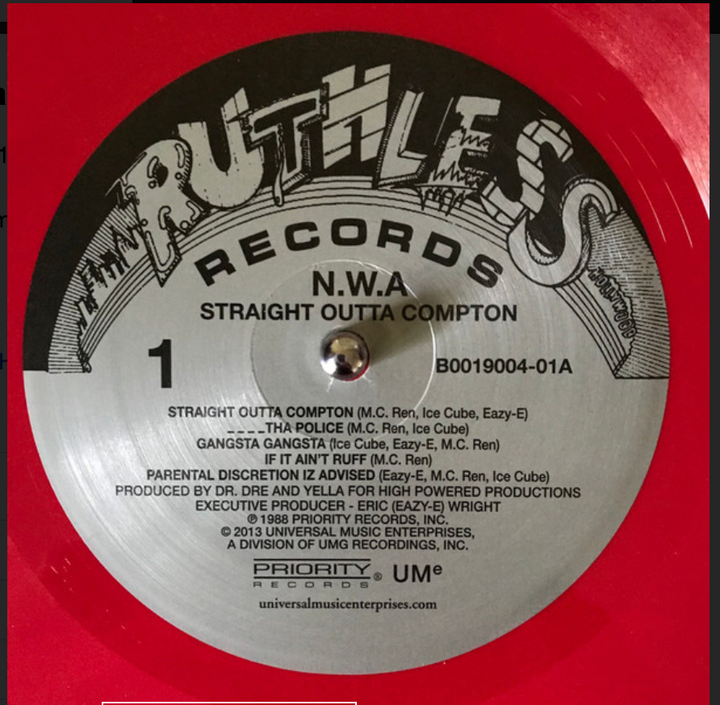 RUTHLESS
RECORDS
HOLLYWOOD
N.W.A
STRAIGHT OUTTA COMPTON
1
B0019004-01A
STRAIGHT OUTTA COMPTON (M.C. Ren, Ice Cube, Eazy-E)
____THA POLICE (M.C. Ren, Ice Cube)
GANGSTA GANGSTA (Ice Cube, Eazy-E, M.C. Ren)
IF IT AIN'T RUFF (M.C. Ren)
PARENTAL DISCRETION IZ ADVISED (Eazy-E, M.C. Ren, Ice Cube)
PRODUCED BY DR. DRE AND YELLA FOR HIGH POWERED PRODUCTIONS
EXECUTIVE PRODUCER - ERIC (EAZY-E) WRIGHT
℗ 1988 PRIORITY RECORDS, INC.
© 2013 UNIVERSAL MUSIC ENTERPRISES,
A DIVISION OF UMG RECORDINGS, INC.
PRIORITY RECORDS® UMe
universalmusicenterprises.com